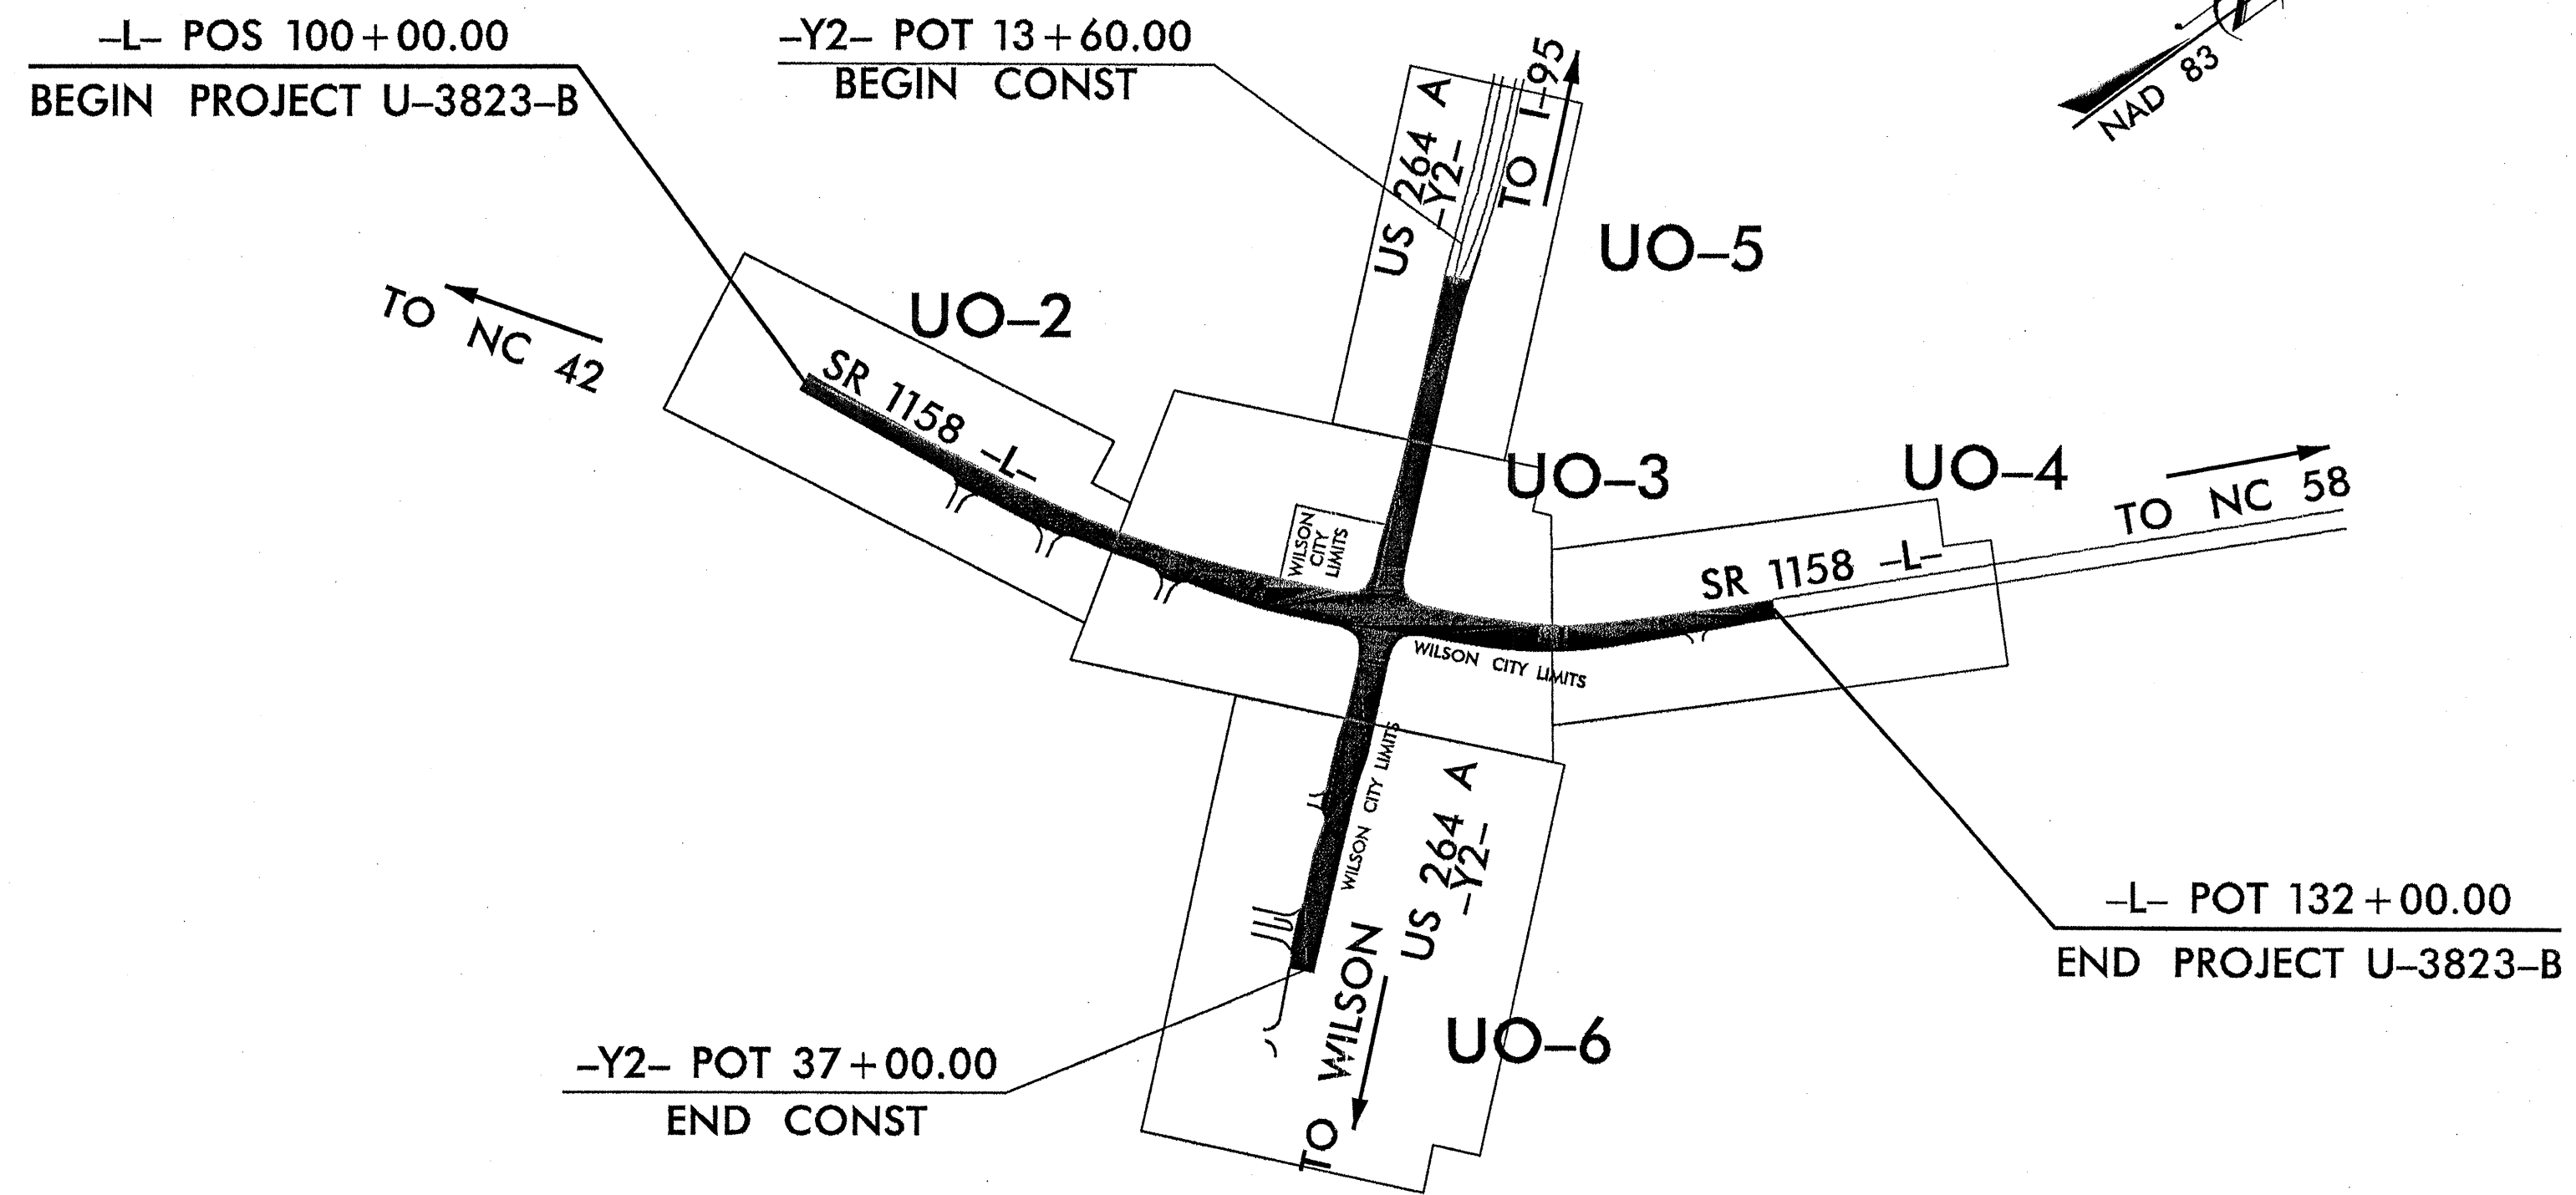 –L– POS 100+00.00
BEGIN PROJECT U–3823–B
–Y2– POT 13+60.00
BEGIN CONST
NAD 83
US 264 A
–Y2–
TO I–95
UO–5
TO NC 42
UO–2
SR 1158 –L–
UO–3
UO–4
TO NC 58
WILSON
CITY
LIMITS
SR 1158 –L–
WILSON CITY LIMITS
WILSON CITY LIMITS
US 264 A
–Y2–
TO WILSON
UO–6
–L– POT 132+00.00
END PROJECT U–3823–B
–Y2– POT 37+00.00
END CONST